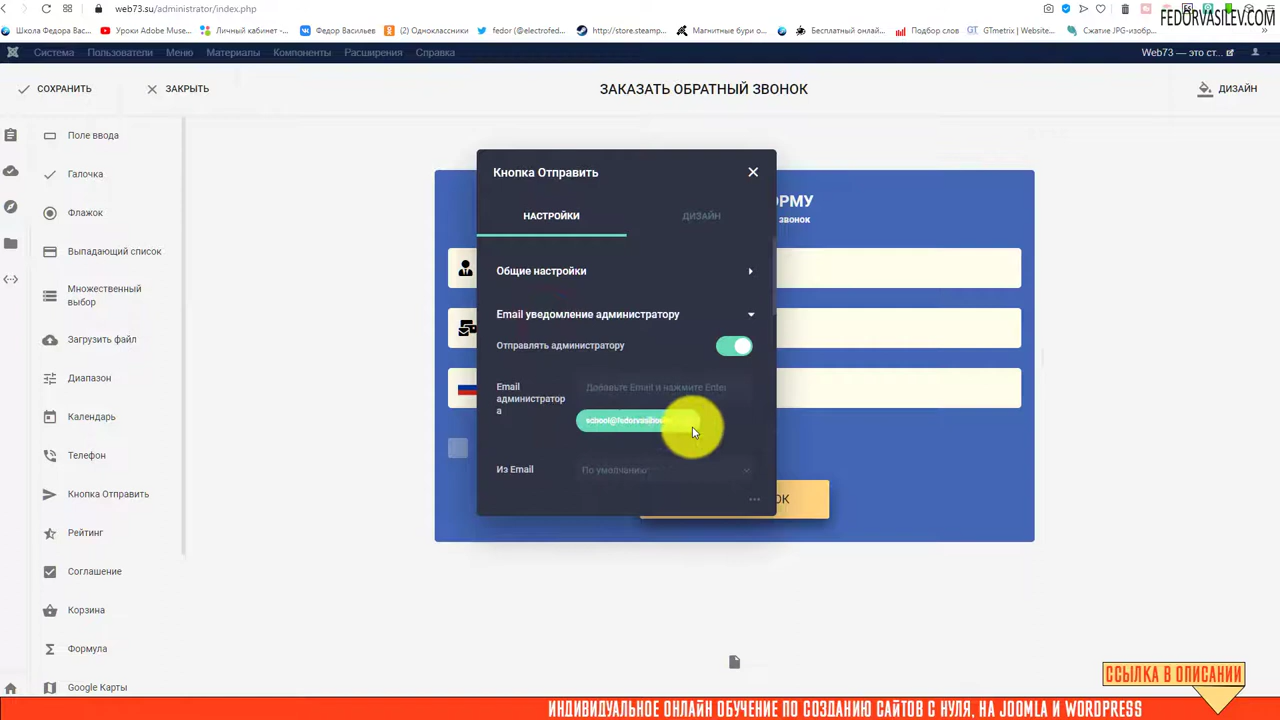 web73.su/administrator/index.php
FEDORVASILEV.COM
Школа Федора Вас...
Уроки Adobe Muse...
Личный кабинет -...
Федор Васильев
(2) Одноклассники
fedor (@electrofed...
http://store.steamp...
Магнитные бури о...
Бесплатный онлай...
Подбор слов
GTmetrix | Website...
Сжатие JPG-изобр...
Система
Пользователи
Меню
Материалы
Компоненты
Расширения
Справка
Web73 — это ст...
СОХРАНИТЬ
ЗАКРЫТЬ
ЗАКАЗАТЬ ОБРАТНЫЙ ЗВОНОК
ДИЗАЙН
Поле ввода
Галочка
Флажок
Выпадающий список
Множественный
выбор
Загрузить файл
Диапазон
Календарь
Телефон
Кнопка Отправить
Рейтинг
Соглашение
Корзина
Формула
Google Карты
Кнопка Отправить
НАСТРОЙКИ
ДИЗАЙН
Общие настройки
Email уведомление администратору
Отправлять администратору
Email
администратор
а
Добавьте Email и нажмите Enter
Из Email
По умолчанию
ОРМУ
звонок
ОК
ССЫЛКА В ОПИСАНИИ
ИНДИВИДУАЛЬНОЕ ОНЛАЙН ОБУЧЕНИЕ ПО СОЗДАНИЮ САЙТОВ С НУЛЯ, НА JOOMLA И WORDPRESS